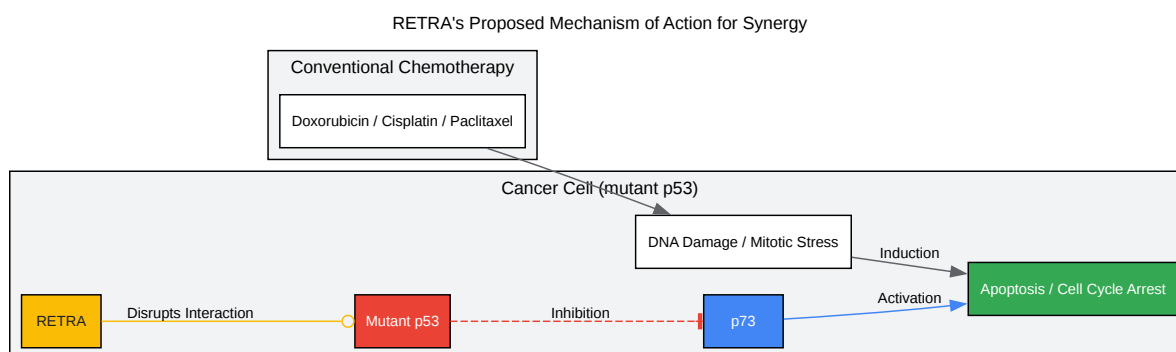 RETRA's Proposed Mechanism of Action for Synergy
Conventional Chemotherapy
Doxorubicin / Cisplatin / Paclitaxel
Cancer Cell (mutant p53)
DNA Damage / Mitotic Stress
Induction
Apoptosis / Cell Cycle Arrest
RETRA
Disrupts Interaction
Mutant p53
Inhibition
p73
Activation